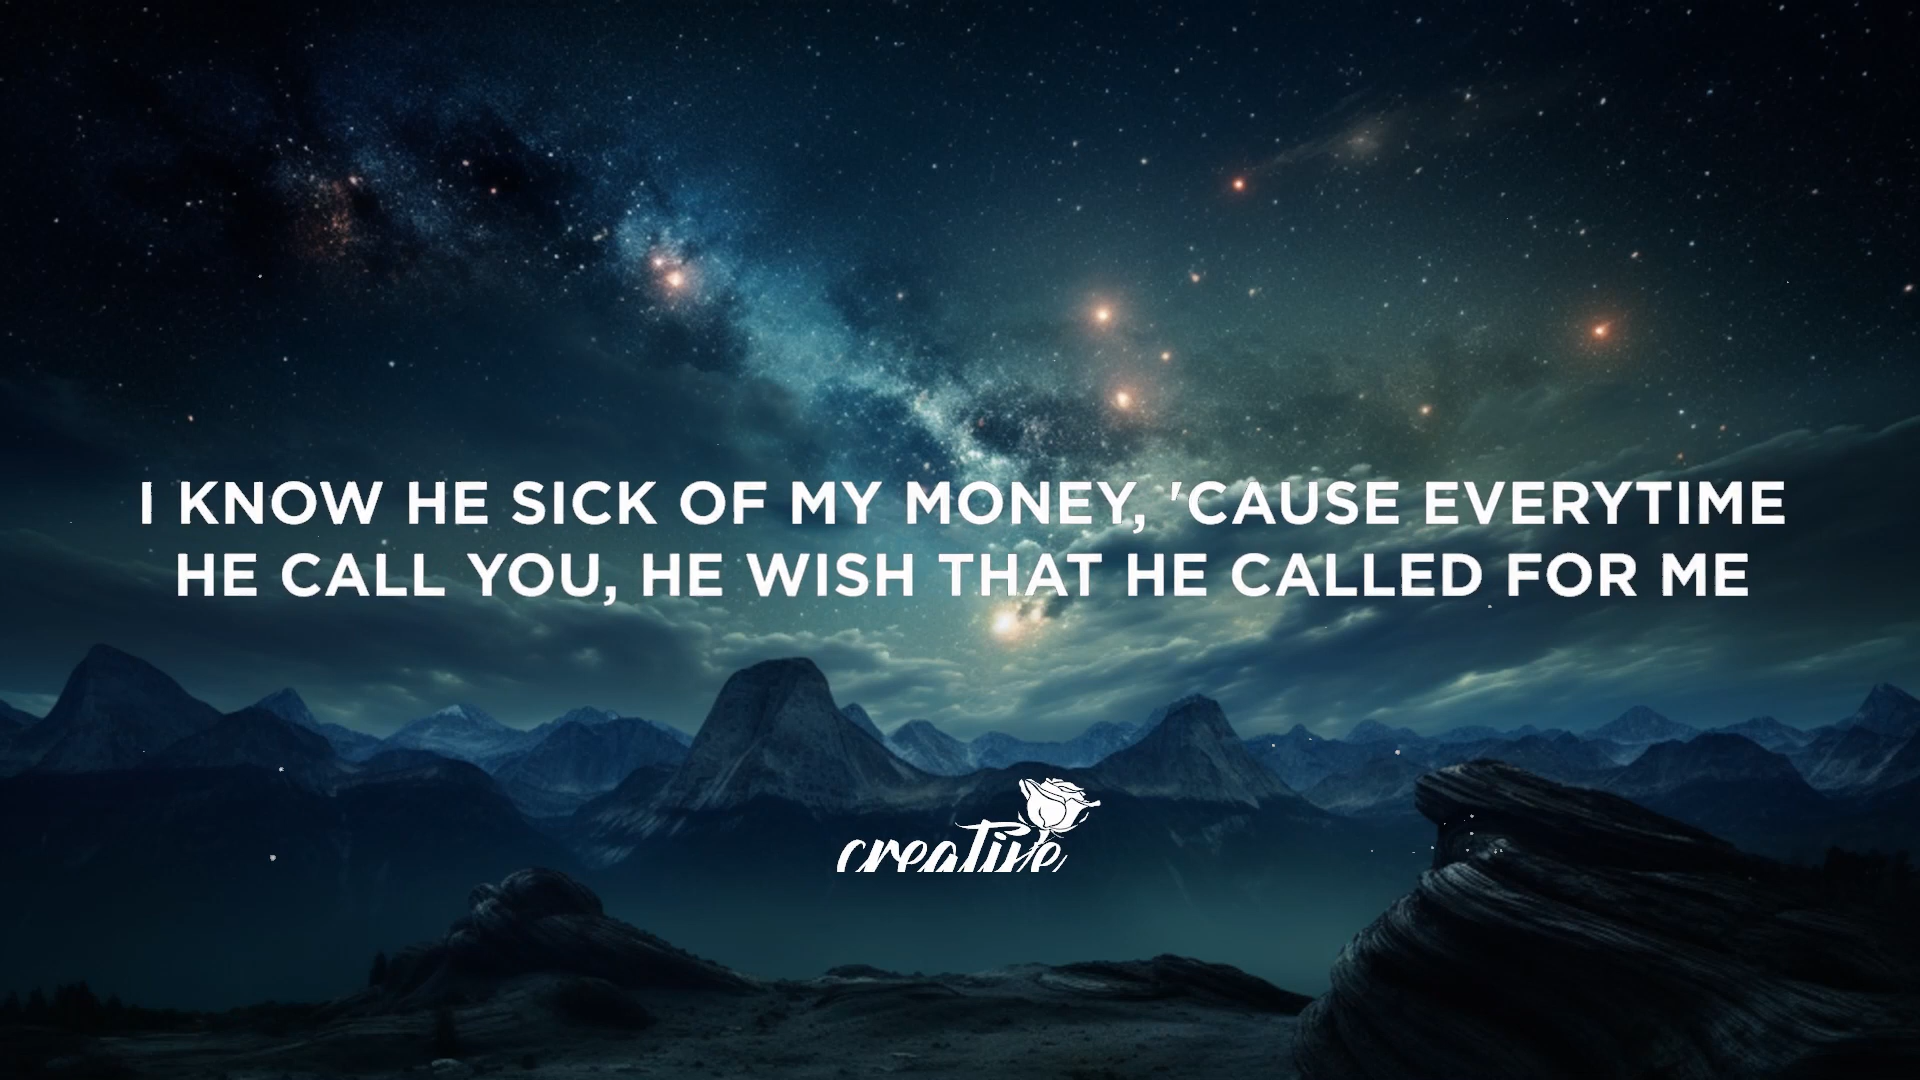 I KNOW HE SICK OF MY MONEY, 'CAUSE EVERYTIME
HE CALL YOU, HE WISH THAT HE CALLED FOR ME
creative